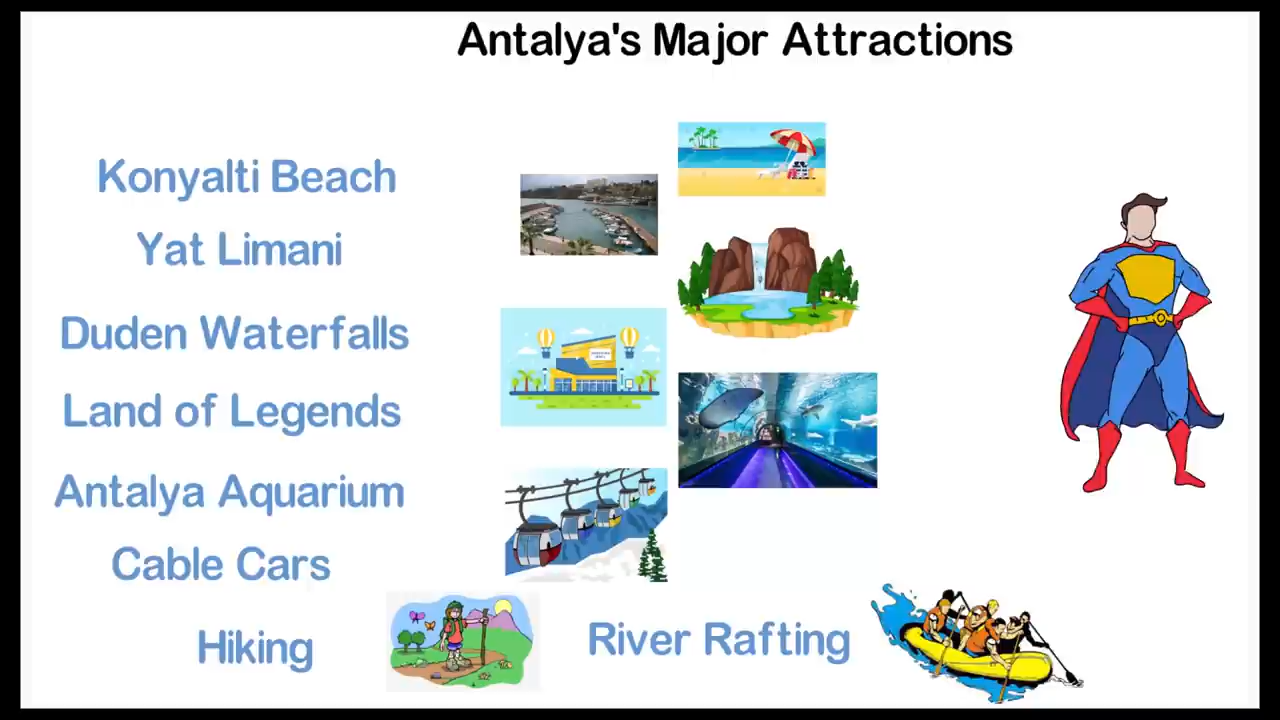 Antalya's Major Attractions
Konyalti Beach
Yat Limani
Duden Waterfalls
Land of Legends
Antalya Aquarium
Cable Cars
Hiking
River Rafting